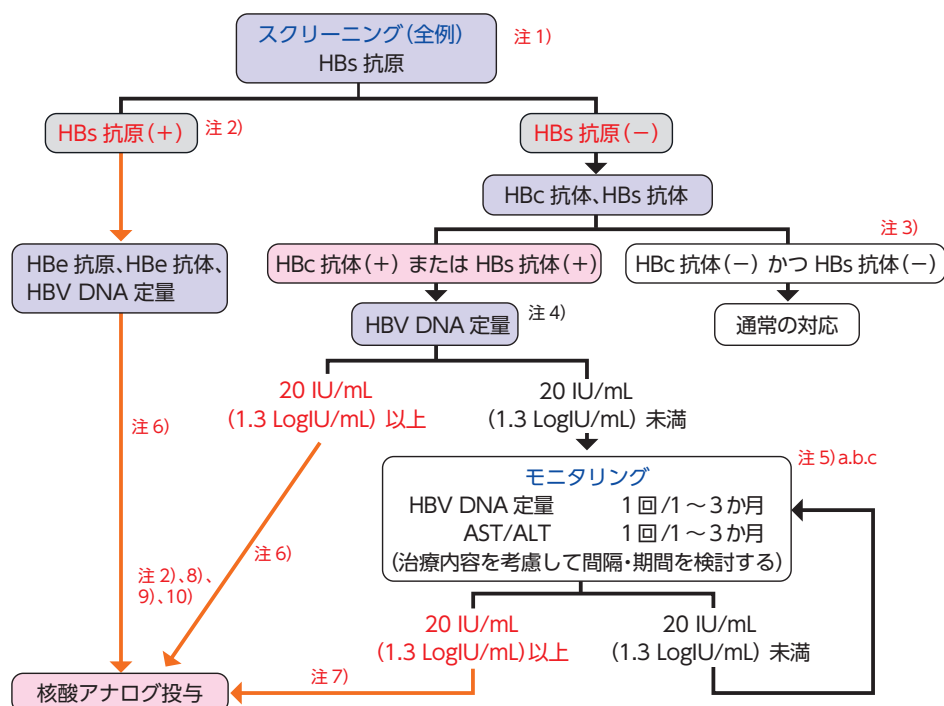 スクリーニング(全例)
HBs 抗原
注 1)
HBs 抗原(+)
注 2)
HBs 抗原(−)
HBc 抗体、HBs 抗体
注 3)
HBe 抗原、HBe 抗体、
HBV DNA 定量
HBc 抗体(+) または HBs 抗体(+)
HBc 抗体(−) かつ HBs 抗体(−)
HBV DNA 定量
注 4)
通常の対応
20 IU/mL
(1.3 LogIU/mL) 以上
20 IU/mL
(1.3 LogIU/mL) 未満
注 6)
注 5)a.b.c
モニタリング
HBV DNA 定量 1 回 /1 〜 3 か月
AST/ALT 1 回 /1 〜 3 か月
(治療内容を考慮して間隔・期間を検討する)
注 6)
注 2)、8)、
9)、10)
20 IU/mL
(1.3 LogIU/mL)以上
20 IU/mL
(1.3 LogIU/mL) 未満
注 7)
核酸アナログ投与